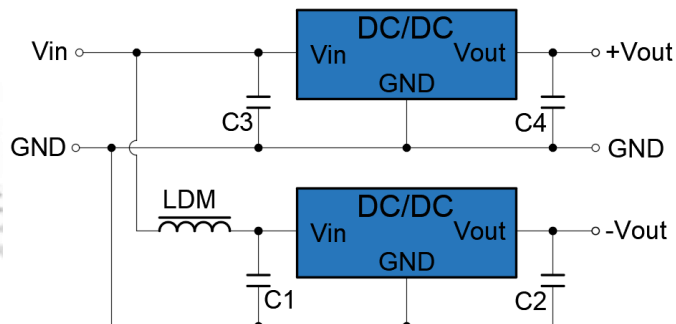 DC/DC
Vin
Vin
Vout
+Vout
GND
C3
C4
GND
GND
LDM
DC/DC
Vin
Vout
-Vout
GND
C1
C2